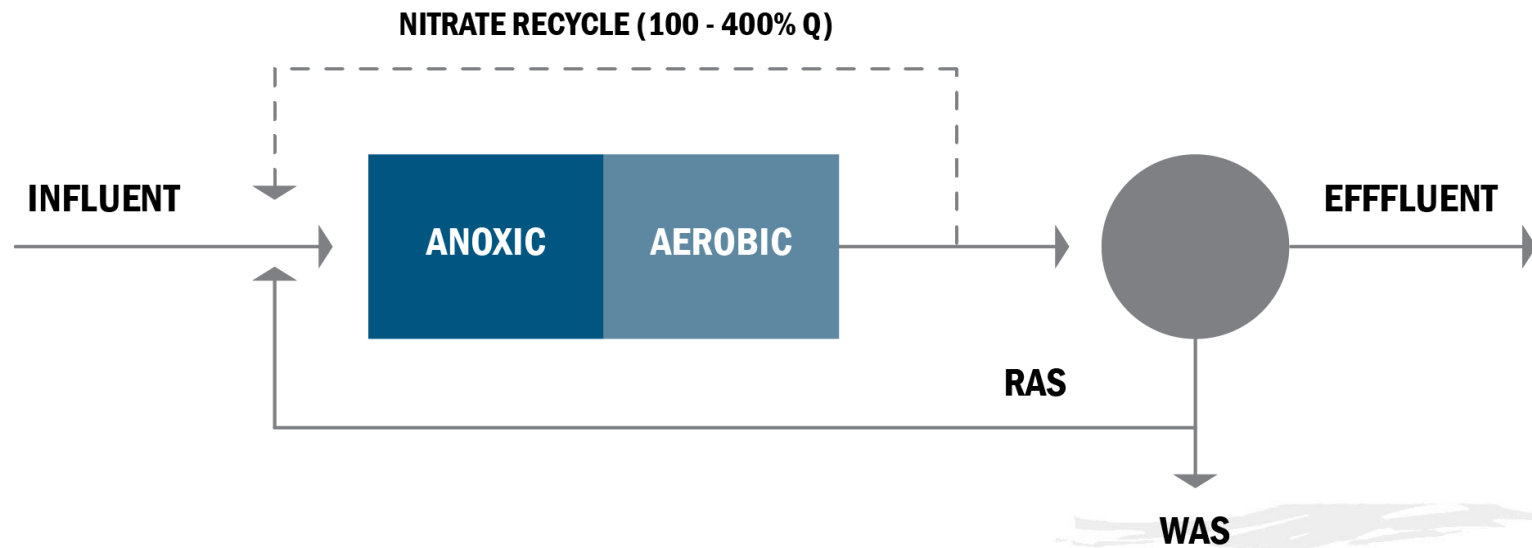 NITRATE RECYCLE (100 - 400% Q)
INFLUENT
ANOXIC
AEROBIC
EFFFLUENT
RAS
WAS